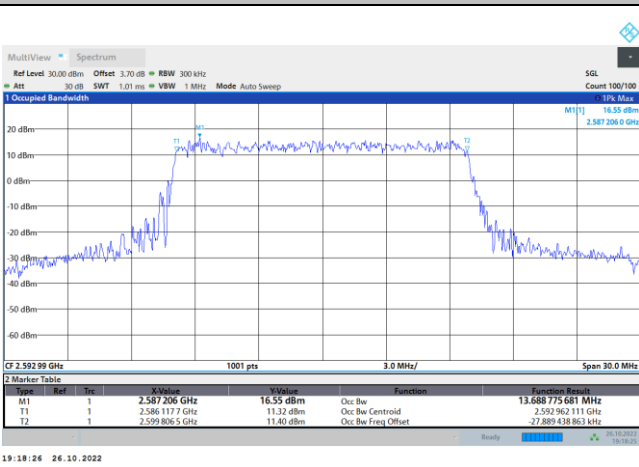 MultiView Spectrum
Ref Level 30.00 dBm Offset 3.70 dB RBW 300 kHz SGL
Att 30 dB SWT 1.01 ms VBW 1 MHz Mode Auto Sweep Count 100/100
1 Occupied Bandwidth 1Pk Max
M1[1] 16.55 dBm
2.587 206 0 GHz
20 dBm
M1
T1 T2
10 dBm
0 dBm
-10 dBm
-20 dBm
-30 dBm
-40 dBm
-50 dBm
-60 dBm
CF 2.592 99 GHz 1001 pts 3.0 MHz/ Span 30.0 MHz
2 Marker Table
Type Ref Trc X-Value Y-Value Function Function Result
M1 1 2.587 206 GHz 16.55 dBm Occ Bw 13.688 775 681 MHz
T1 1 2.586 117 7 GHz 11.32 dBm Occ Bw Centroid 2.592 962 111 GHz
T2 1 2.599 806 5 GHz 11.40 dBm Occ Bw Freq Offset -27.889 438 863 kHz
Ready 26.10.2022
19:18:25
19:18:26 26.10.2022